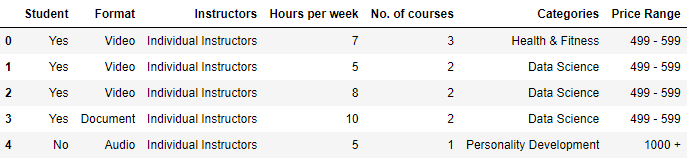 Student Format Instructors Hours per week No. of courses Categories Price Range
0 Yes Video Individual Instructors 7 3 Health & Fitness 499 - 599
1 Yes Video Individual Instructors 5 2 Data Science 499 - 599
2 Yes Video Individual Instructors 8 2 Data Science 499 - 599
3 Yes Document Individual Instructors 10 2 Data Science 499 - 599
4 No Audio Individual Instructors 5 1 Personality Development 1000 +